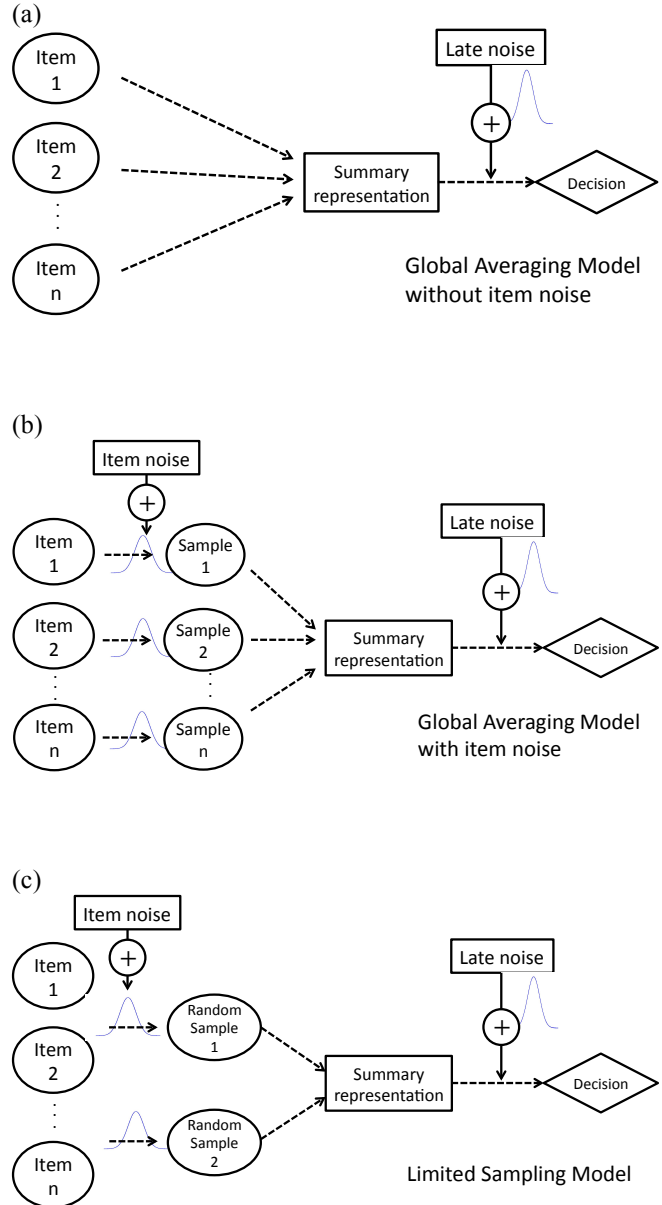 (a)
Item
1
Item
2
Item
n
Late noise
+
Summary
representation
Decision
Global Averaging Model
without item noise
(b)
Item noise
+
Item
1
Sample
1
Item
2
Sample
2
Item
n
Sample
n
Late noise
+
Summary
representation
Decision
Global Averaging Model
with item noise
(c)
Item noise
+
Item
1
Item
2
Item
n
Random
Sample
1
Random
Sample
2
Late noise
+
Summary
representation
Decision
Limited Sampling Model